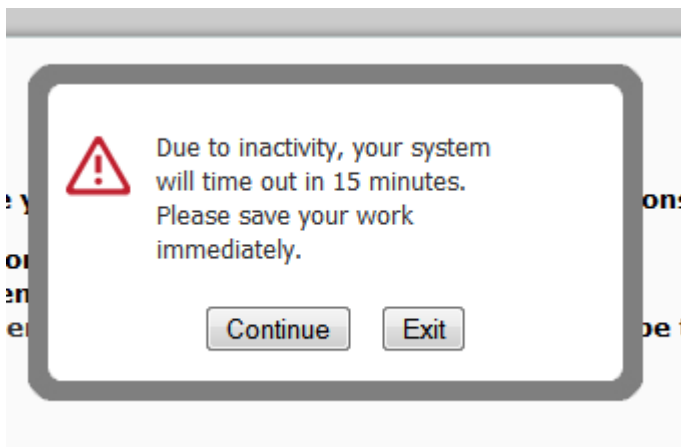 Due to inactivity, your system
will time out in 15 minutes.
Please save your work
immediately.
Continue Exit